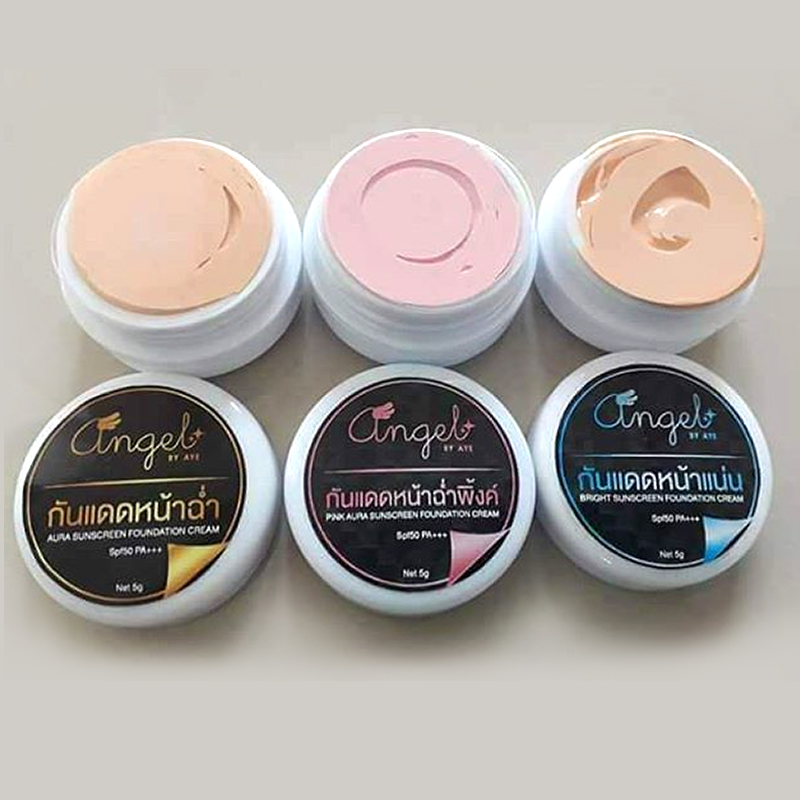 angel
BY AYE
กันแดดหน้าฉ่ำ
AURA SUNSCREEN FOUNDATION CREAM
Spf50 PA+++
Net 5g
angel
BY AYE
กันแดดหน้าฉ่ำพิ้งค์
PINK AURA SUNSCREEN FOUNDATION CREAM
Spf50 PA+++
Net 5g
angel
BY AYE
กันแดดหน้าแน่น
BRIGHT SUNSCREEN FOUNDATION CREAM
Spf50 PA+++
Net 5g